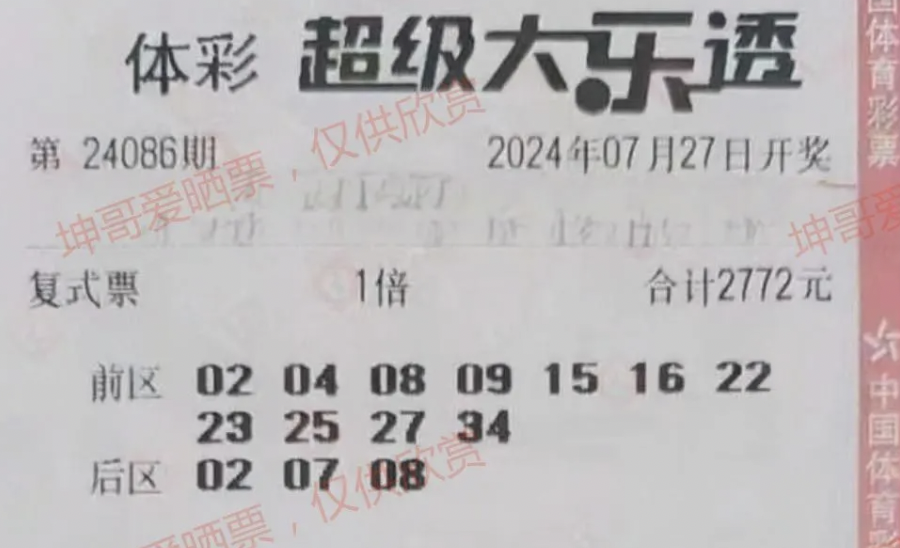 体彩 超级大乐透
第 24086期 2024年07月27日开奖
复式票 1倍 合计2772元
前区 02 04 08 09 15 16 22
23 25 27 34
后区 02 07 08
坤哥爱晒票，仅供欣赏
坤哥爱晒票，仅供欣赏
坤哥爱
国体育彩票
中国体育彩